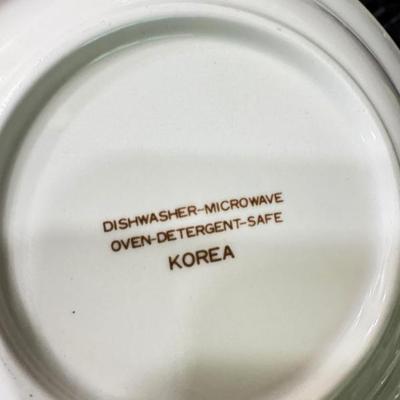 DISHWASHER-MICROWAVE
OVEN-DETERGENT-SAFE
KOREA